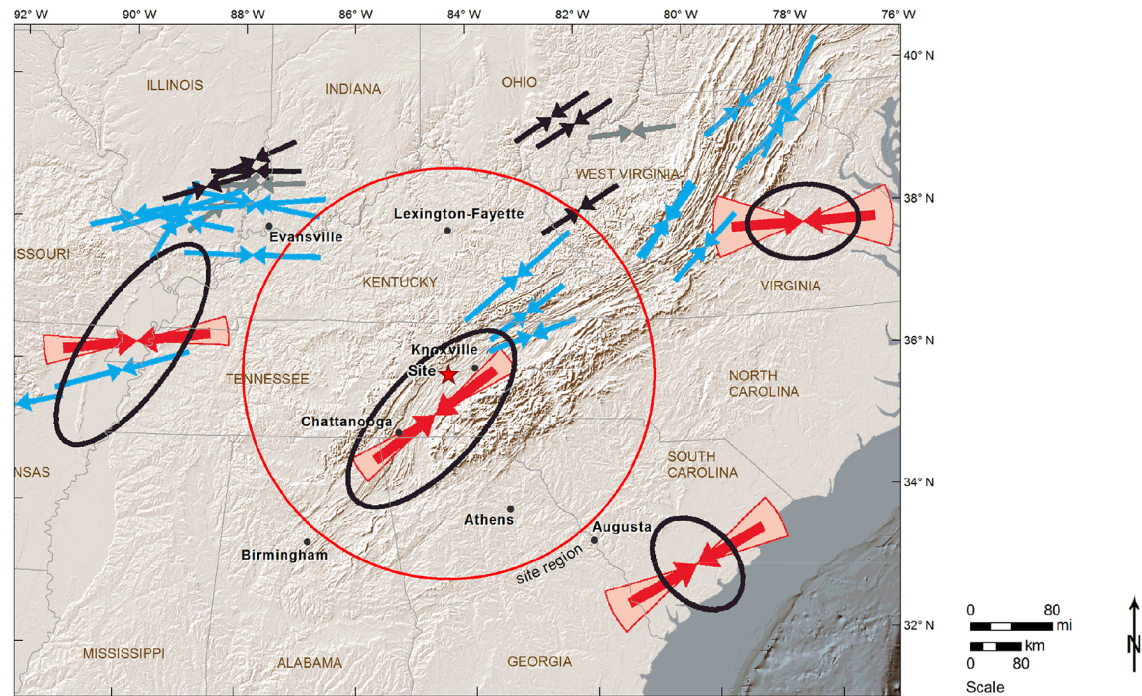 92° W
90° W
88° W
86° W
84° W
82° W
80° W
78° W
76° W
40° N
ILLINOIS
INDIANA
OHIO
WEST VIRGINIA
38° N
Lexington-Fayette
Evansville
ISSOURI
KENTUCKY
VIRGINIA
36° N
Knoxville
Site
TENNESSEE
NORTH
CAROLINA
Chattanooga
SOUTH
CAROLINA
NSAS
34° N
Athens
Augusta
Birmingham
site region
32° N
MISSISSIPPI
ALABAMA
GEORGIA
0 80
mi
km
0 80
Scale
N